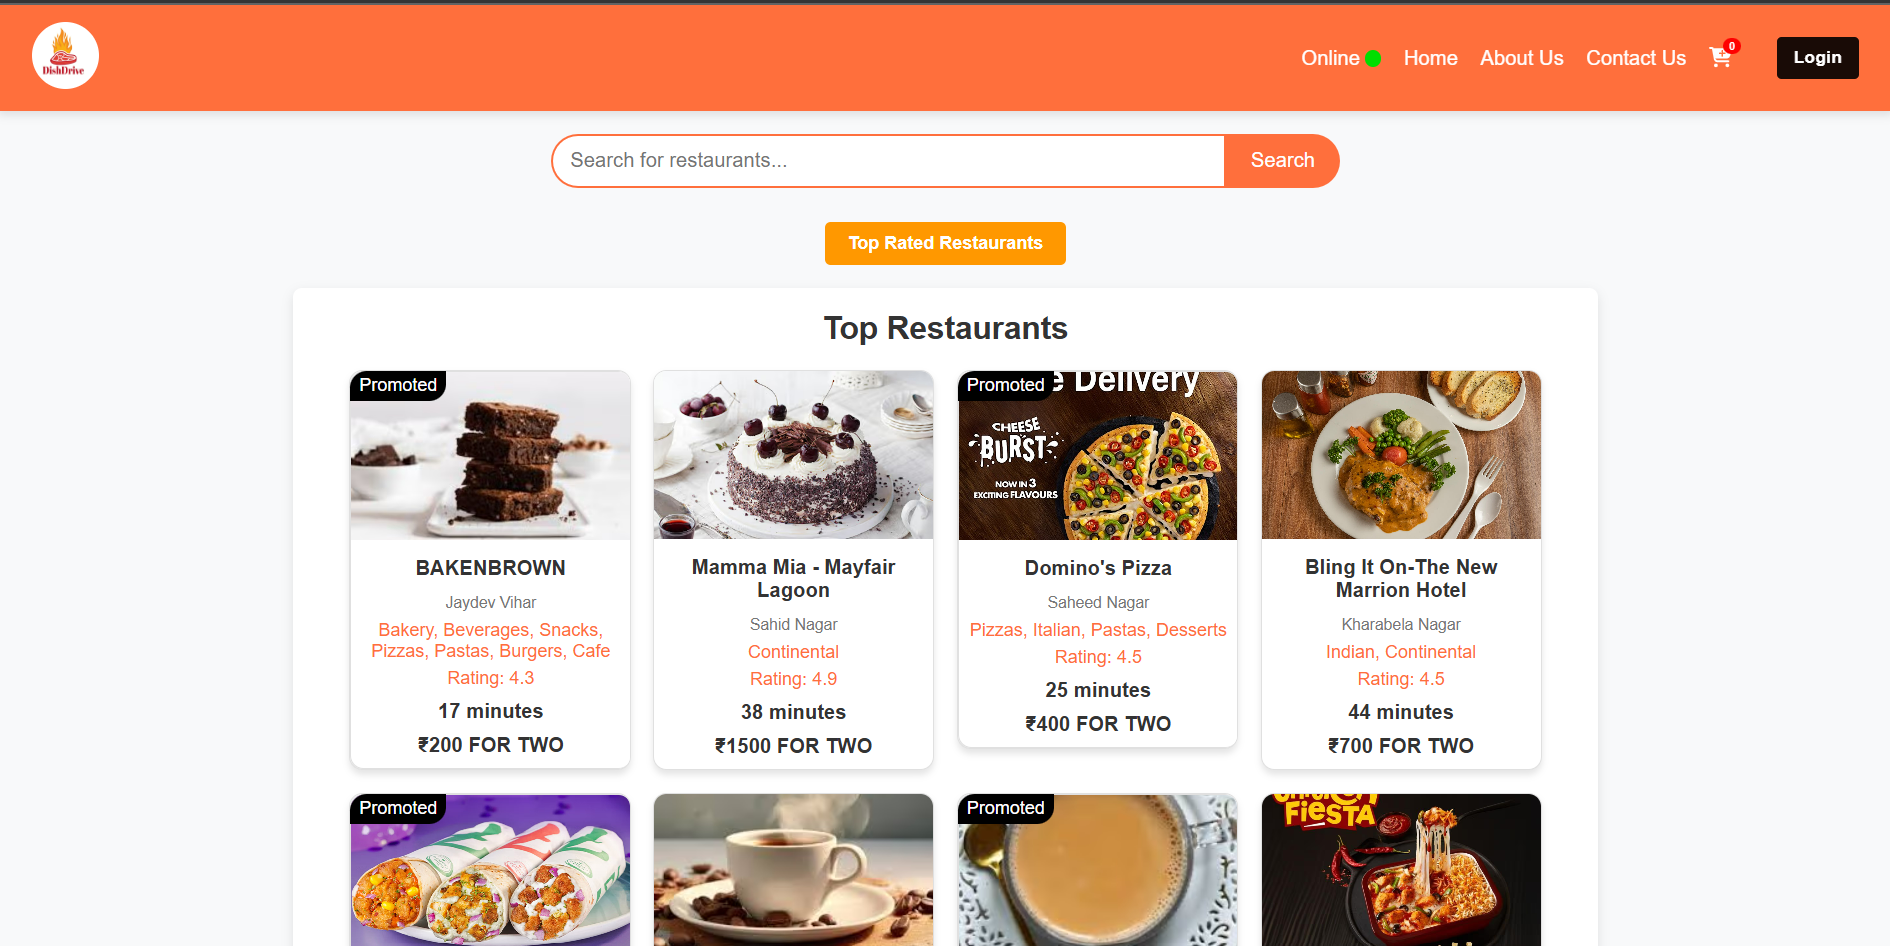 DishDrive
Online
Home
About Us
Contact Us
0
Login
Search for restaurants...
Search
Top Rated Restaurants
Top Restaurants
Promoted
BAKENBROWN
Jaydev Vihar
Bakery, Beverages, Snacks,
Pizzas, Pastas, Burgers, Cafe
Rating: 4.3
17 minutes
₹200 FOR TWO
Mamma Mia - Mayfair
Lagoon
Sahid Nagar
Continental
Rating: 4.9
38 minutes
₹1500 FOR TWO
Promoted
Delivery
CHEESE
BURST
NOW IN 3
EXCITING FLAVOURS
Domino's Pizza
Saheed Nagar
Pizzas, Italian, Pastas, Desserts
Rating: 4.5
25 minutes
₹400 FOR TWO
Bling It On-The New
Marrion Hotel
Kharabela Nagar
Indian, Continental
Rating: 4.5
44 minutes
₹700 FOR TWO
Promoted
Promoted
FIESTA